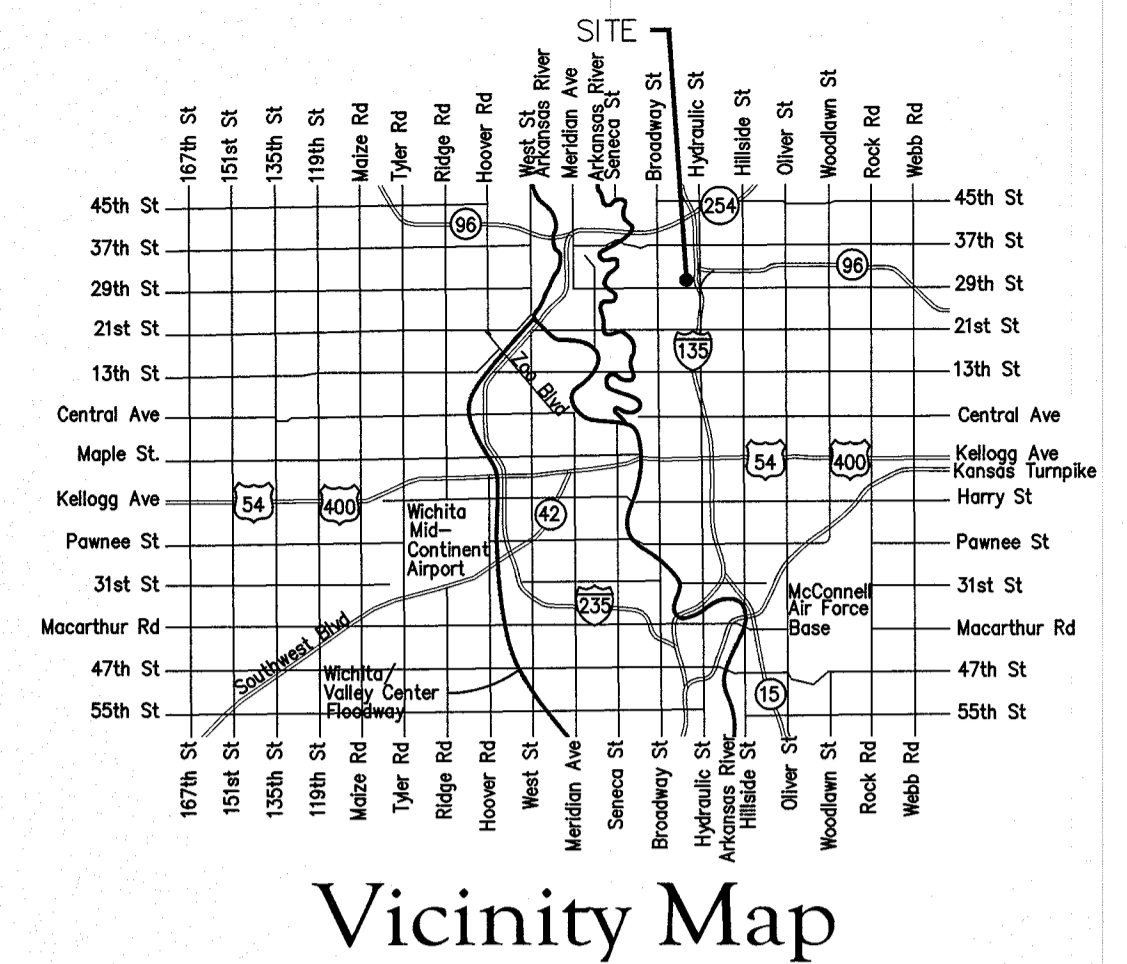 SITE
167th St
151st St
135th St
119th St
Maize Rd
Tyler Rd
Ridge Rd
Hoover Rd
West St
Arkansas River
Meridian Ave
Arkansas River
Seneca St
Broadway St
Hydraulic St
Hillside St
Oliver St
Woodlawn St
Rock Rd
Webb Rd
45th St
37th St
29th St
21st St
13th St
Central Ave
Maple St.
Kellogg Ave
Pawnee St
31st St
Macarthur Rd
47th St
55th St
96
254
96
135
Zoo Blvd
54
400
54
400
42
Wichita
Mid-
Continent
Airport
235
McConnell
Air Force
Base
Southwest Blvd
Wichita/
Valley Center
Floodway
15
45th St
37th St
29th St
21st St
13th St
Central Ave
Kellogg Ave
Kansas Turnpike
Harry St
Pawnee St
31st St
Macarthur Rd
47th St
55th St
167th St
151st St
135th St
119th St
Maize Rd
Tyler Rd
Ridge Rd
Hoover Rd
West St
Meridian Ave
Seneca St
Broadway St
Hydraulic St
Arkansas River
Hillside St
Oliver St
Woodlawn St
Rock Rd
Webb Rd
Vicinity Map